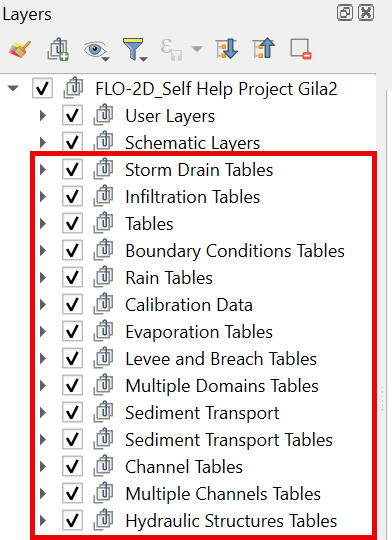 Layers
FLO-2D_Self Help Project Gila2
User Layers
Schematic Layers
Storm Drain Tables
Infiltration Tables
Tables
Boundary Conditions Tables
Rain Tables
Calibration Data
Evaporation Tables
Levee and Breach Tables
Multiple Domains Tables
Sediment Transport
Sediment Transport Tables
Channel Tables
Multiple Channels Tables
Hydraulic Structures Tables